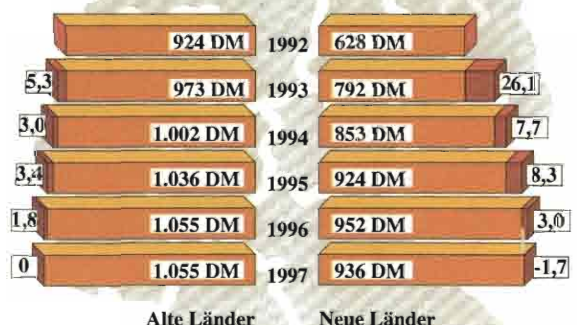 924 DM 1992 628 DM
5,3 973 DM 1993 792 DM 26,1
3,0 1.002 DM 1994 853 DM 7,7
3,4 1.036 DM 1995 924 DM 8,3
1,8 1.055 DM 1996 952 DM 3,0
0 1.055 DM 1997 936 DM -1,7
Alte Länder Neue Länder